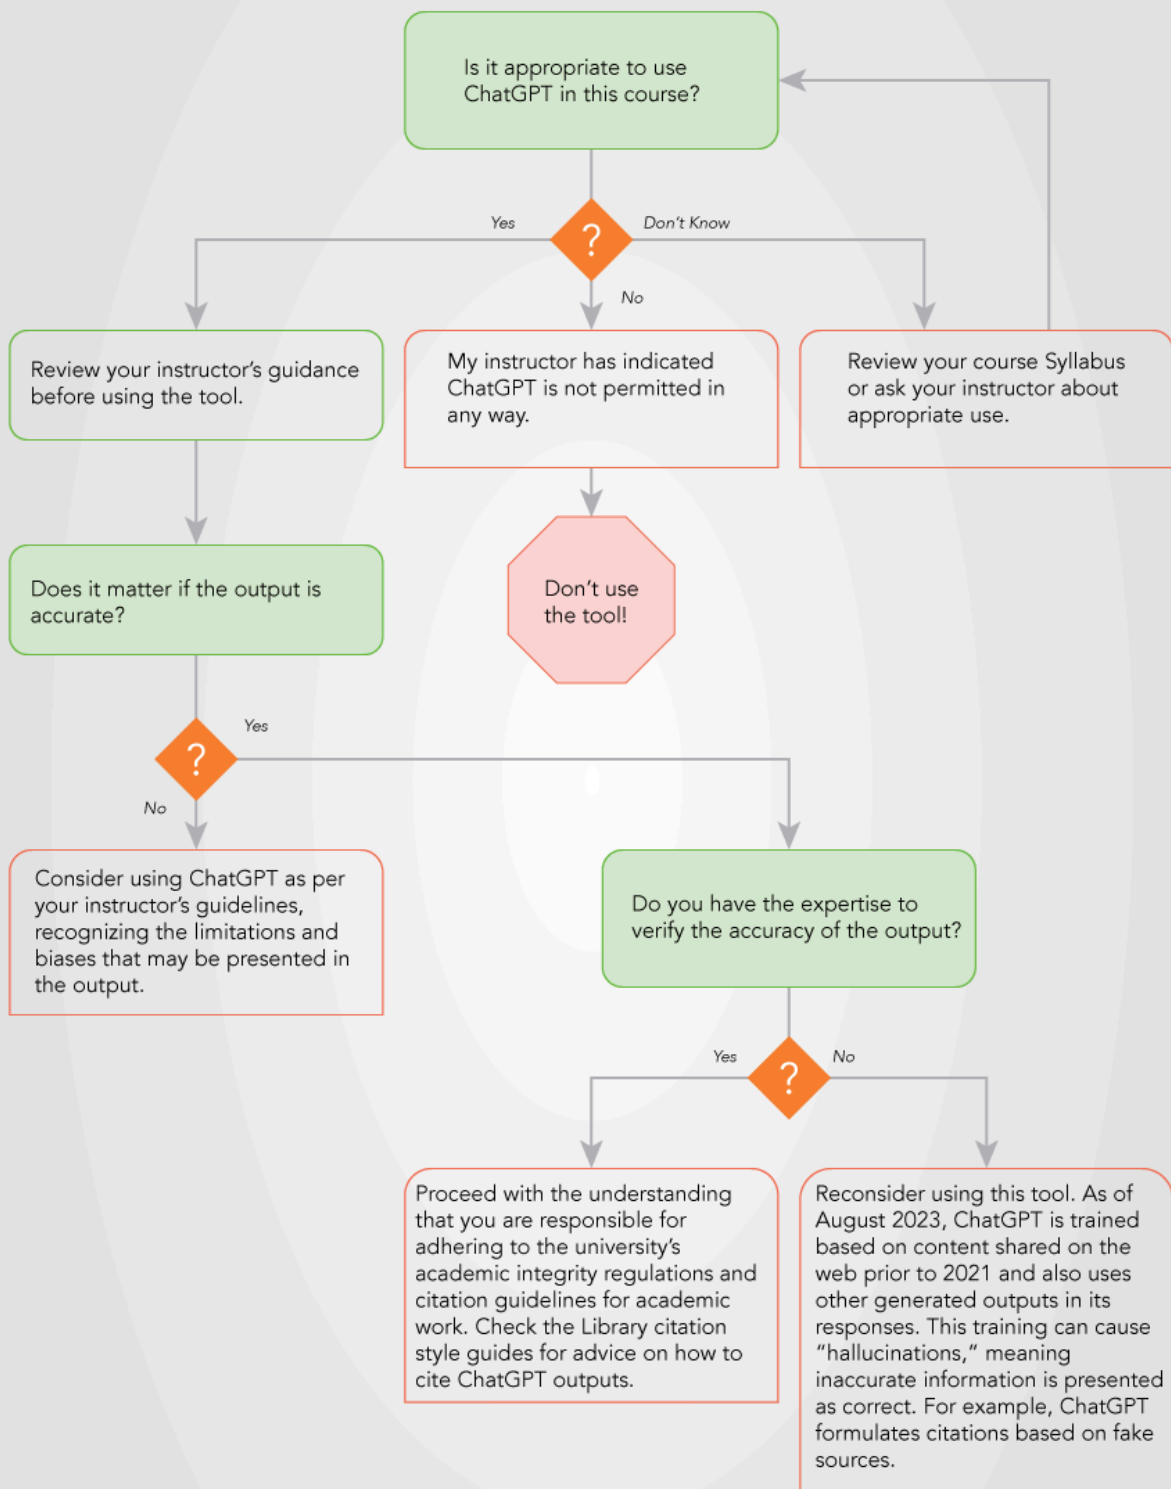 Is it appropriate to use
ChatGPT in this course?
Yes
?
Don't Know
No
Review your instructor's guidance
before using the tool.
My instructor has indicated
ChatGPT is not permitted in
any way.
Review your course Syllabus
or ask your instructor about
appropriate use.
Does it matter if the output is
accurate?
Don't use
the tool!
Yes
?
No
Consider using ChatGPT as per
your instructor's guidelines,
recognizing the limitations and
biases that may be presented in
the output.
Do you have the expertise to
verify the accuracy of the output?
Yes
?
No
Proceed with the understanding
that you are responsible for
adhering to the university's
academic integrity regulations and
citation guidelines for academic
work. Check the Library citation
style guides for advice on how to
cite ChatGPT outputs.
Reconsider using this tool. As of
August 2023, ChatGPT is trained
based on content shared on the
web prior to 2021 and also uses
other generated outputs in its
responses. This training can cause
“hallucinations,” meaning
inaccurate information is presented
as correct. For example, ChatGPT
formulates citations based on fake
sources.